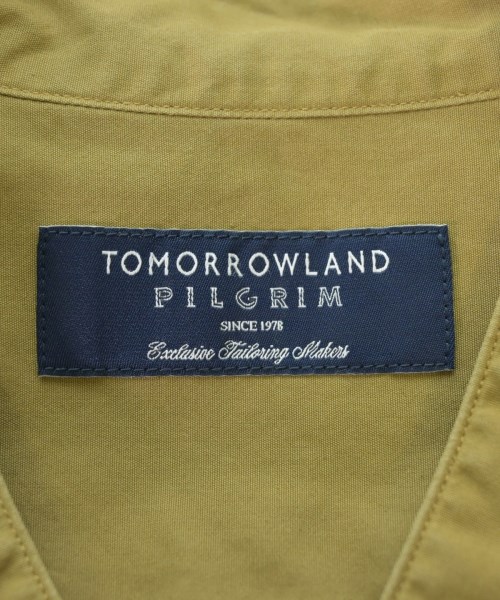 TOMORROWLAND
PILGRIM
SINCE 1978
Exclusive Tailoring Makers